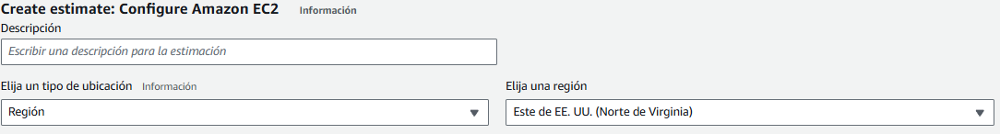 Create estimate: Configure Amazon EC2 Información
Descripción
Escribir una descripción para la estimación
Elija un tipo de ubicación Información
Región
Elija una región
Este de EE. UU. (Norte de Virginia)